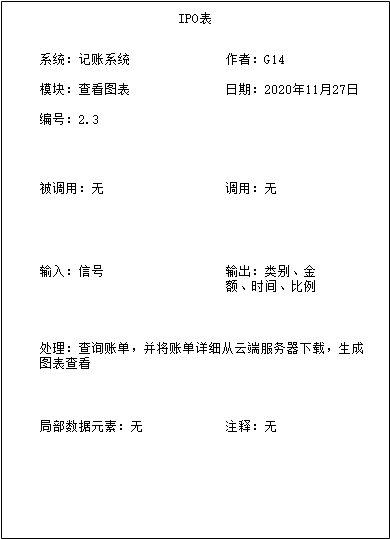 IPO表
系统：记账系统 作者：G14
模块：查看图表 日期：2020年11月27日
编号：2.3
被调用：无 调用：无
输入：信号 输出：类别、金
额、时间、比例
处理：查询账单，并将账单详细从云端服务器下载，生成
图表查看
局部数据元素：无 注释：无